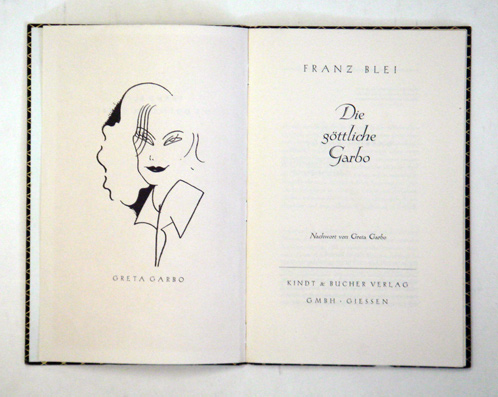 GRETA GARBO
FRANZ BLEI
Die
göttliche
Garbo
Nachwort von Greta Garbo
KINDT & BUCHER VERLAG
GMBH · GIESSEN